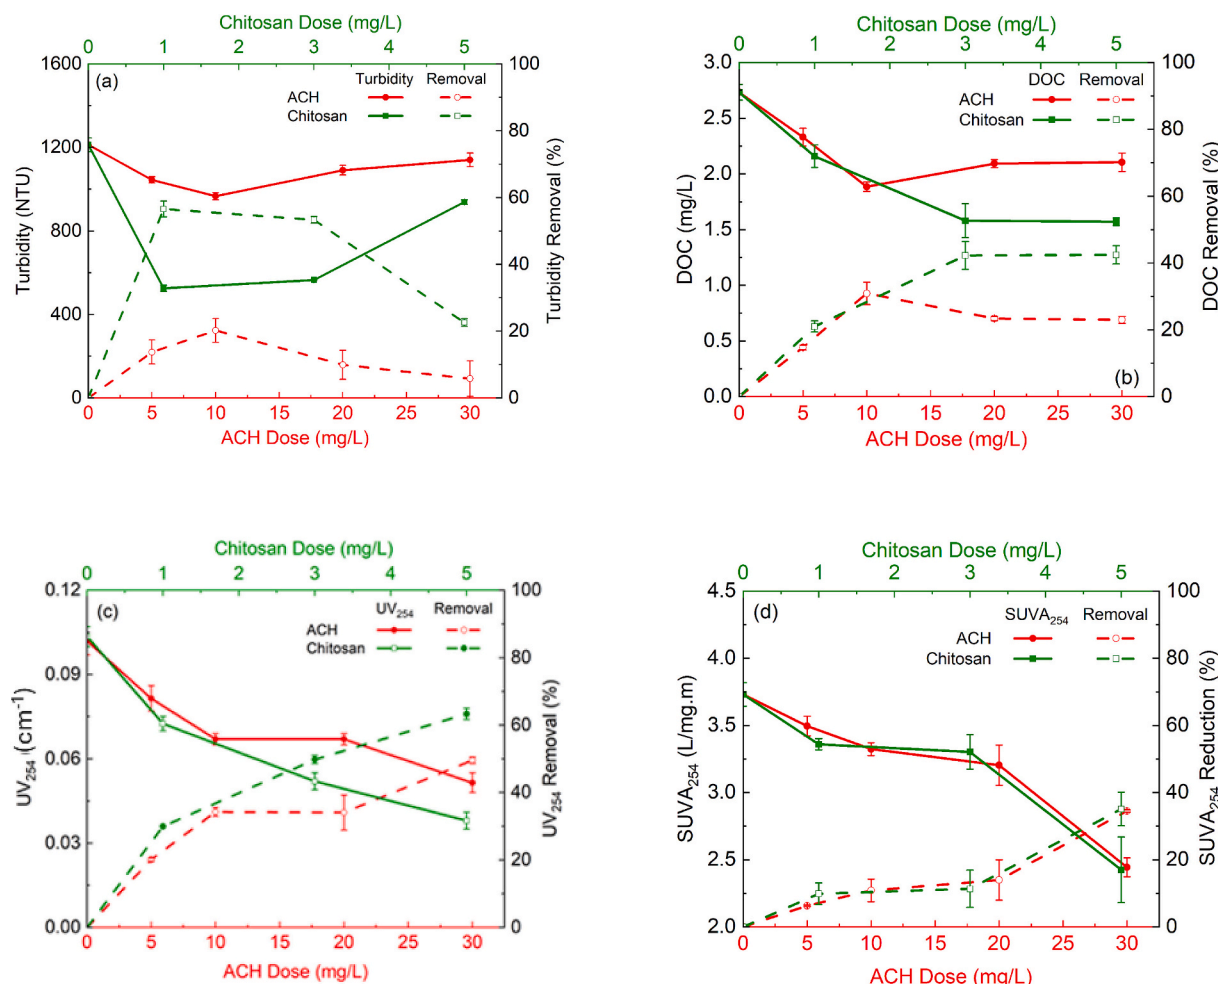 Chitosan Dose (mg/L)
0 1 2 3 4 5
1600 (a) Turbidity Removal 100
ACH
Chitosan
1200 80
800 60
400 40
20
0 0
Turbidity (NTU)
Turbidity Removal (%)
0 5 10 15 20 25 30
ACH Dose (mg/L)
Chitosan Dose (mg/L)
0 1 2 3 4 5
3.0 DOC Removal 100
ACH
Chitosan
2.5 80
2.0
1.5 60
1.0 40
0.5 20
0.0 (b) 0
DOC (mg/L)
DOC Removal (%)
0 5 10 15 20 25 30
ACH Dose (mg/L)
Chitosan Dose (mg/L)
0 1 2 3 4 5
0.12 (c) UV254 Removal 100
ACH
Chitosan
0.09 80
0.06 60
0.03 40
20
0.00 0
UV254 (cm-1)
UV254 Removal (%)
0 5 10 15 20 25 30
ACH Dose (mg/L)
Chitosan Dose (mg/L)
0 1 2 3 4 5
4.5 (d) SUVA254 Removal 100
ACH
Chitosan
4.0 80
3.5 60
3.0 40
2.5 20
2.0 0
SUVA254 (L/mg.m)
SUVA254 Reduction (%)
0 5 10 15 20 25 30
ACH Dose (mg/L)